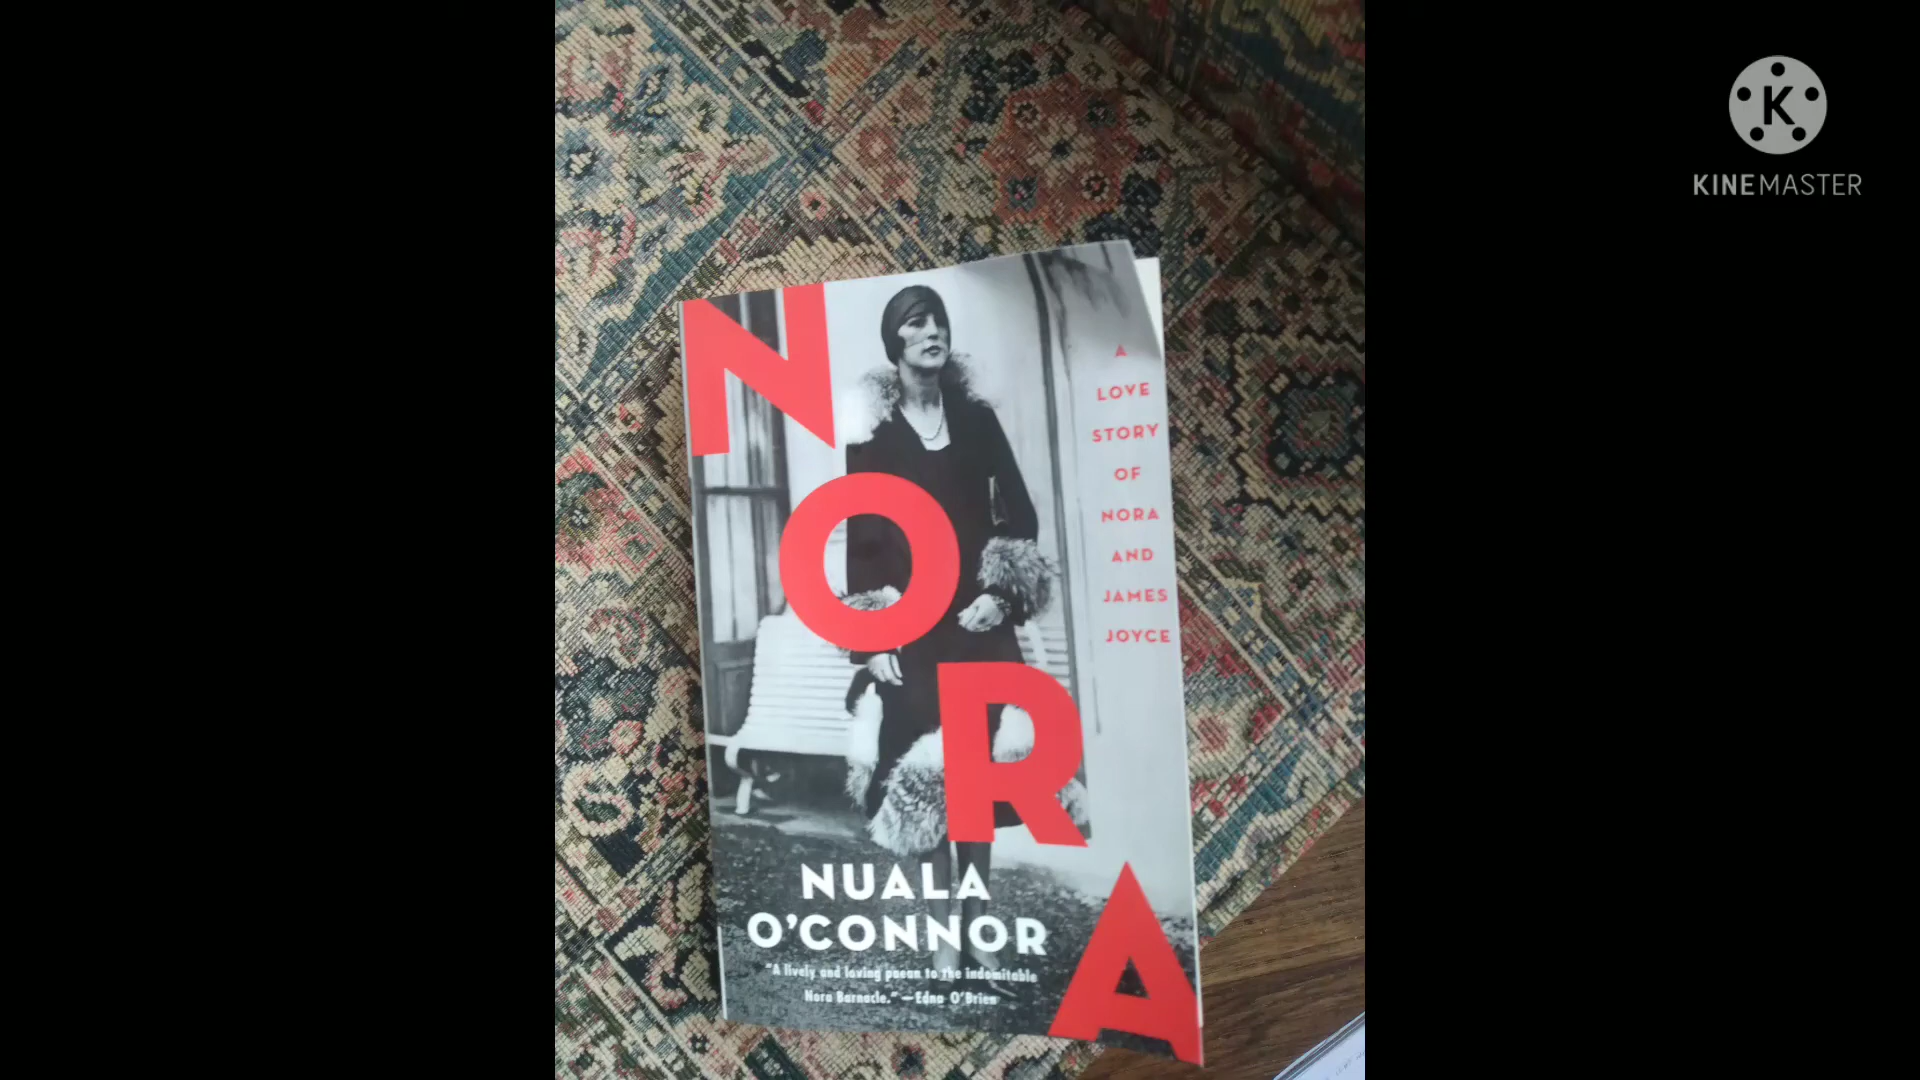 K
KINEMASTER
NORA
A
LOVE
STORY
OF
NORA
AND
JAMES
JOYCE
NUALA
O'CONNOR
"A lively and loving paean to the indomitable
Nora Barnacle." —Edna O'Brien